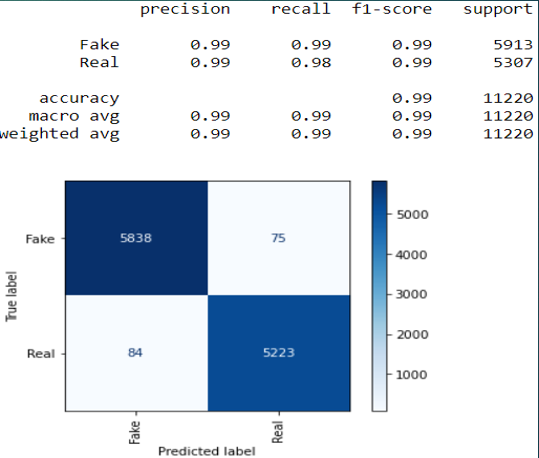 precision recall f1-score support
Fake 0.99 0.99 0.99 5913
Real 0.99 0.98 0.99 5307
accuracy 0.99 11220
macro avg 0.99 0.99 0.99 11220
weighted avg 0.99 0.99 0.99 11220
Fake 5838 75
Real 84 5223
True label
Fake Real
Predicted label
5000
4000
3000
2000
1000